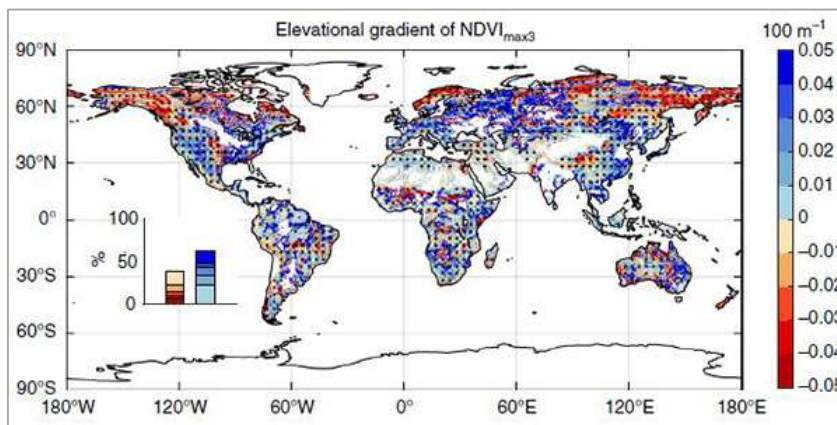 Elevational gradient of NDVImax3
100 m−1
90°N
60°N
30°N
0°
30°S
60°S
90°S
180°W
120°W
60°W
0°
60°E
120°E
180°E
100
50
0
%
0.05
0.04
0.03
0.02
0.01
0
−0.01
−0.02
−0.03
−0.04
−0.05